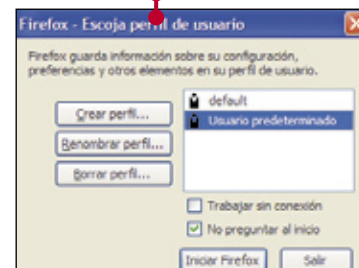 Firefox - Escoja perfil de usuario
Firefox guarda información sobre su configuración,
preferencias y otros elementos en su perfil de usuario.
Crear perfil...
Renombrar perfil...
Borrar perfil...
default
Usuario predeterminado
Trabajar sin conexión
No preguntar al inicio
Iniciar Firefox
Salir